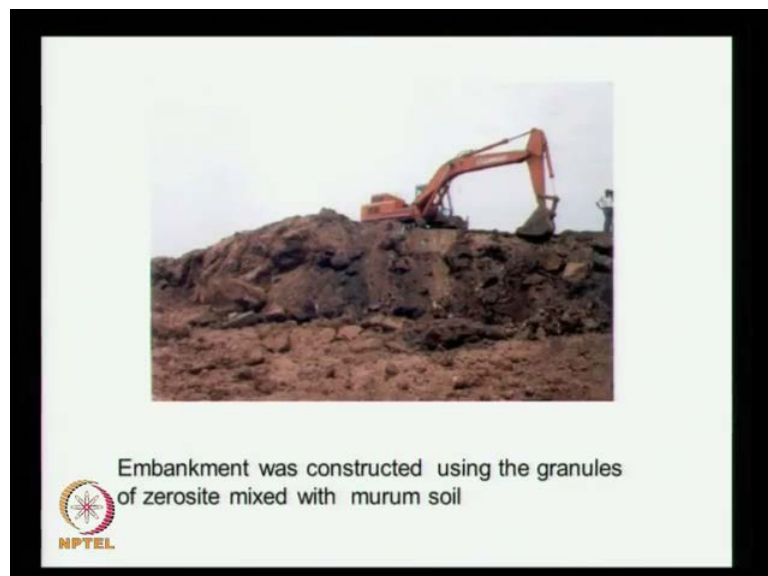 Embankment was constructed using the granules
of zerosite mixed with murum soil
NPTEL